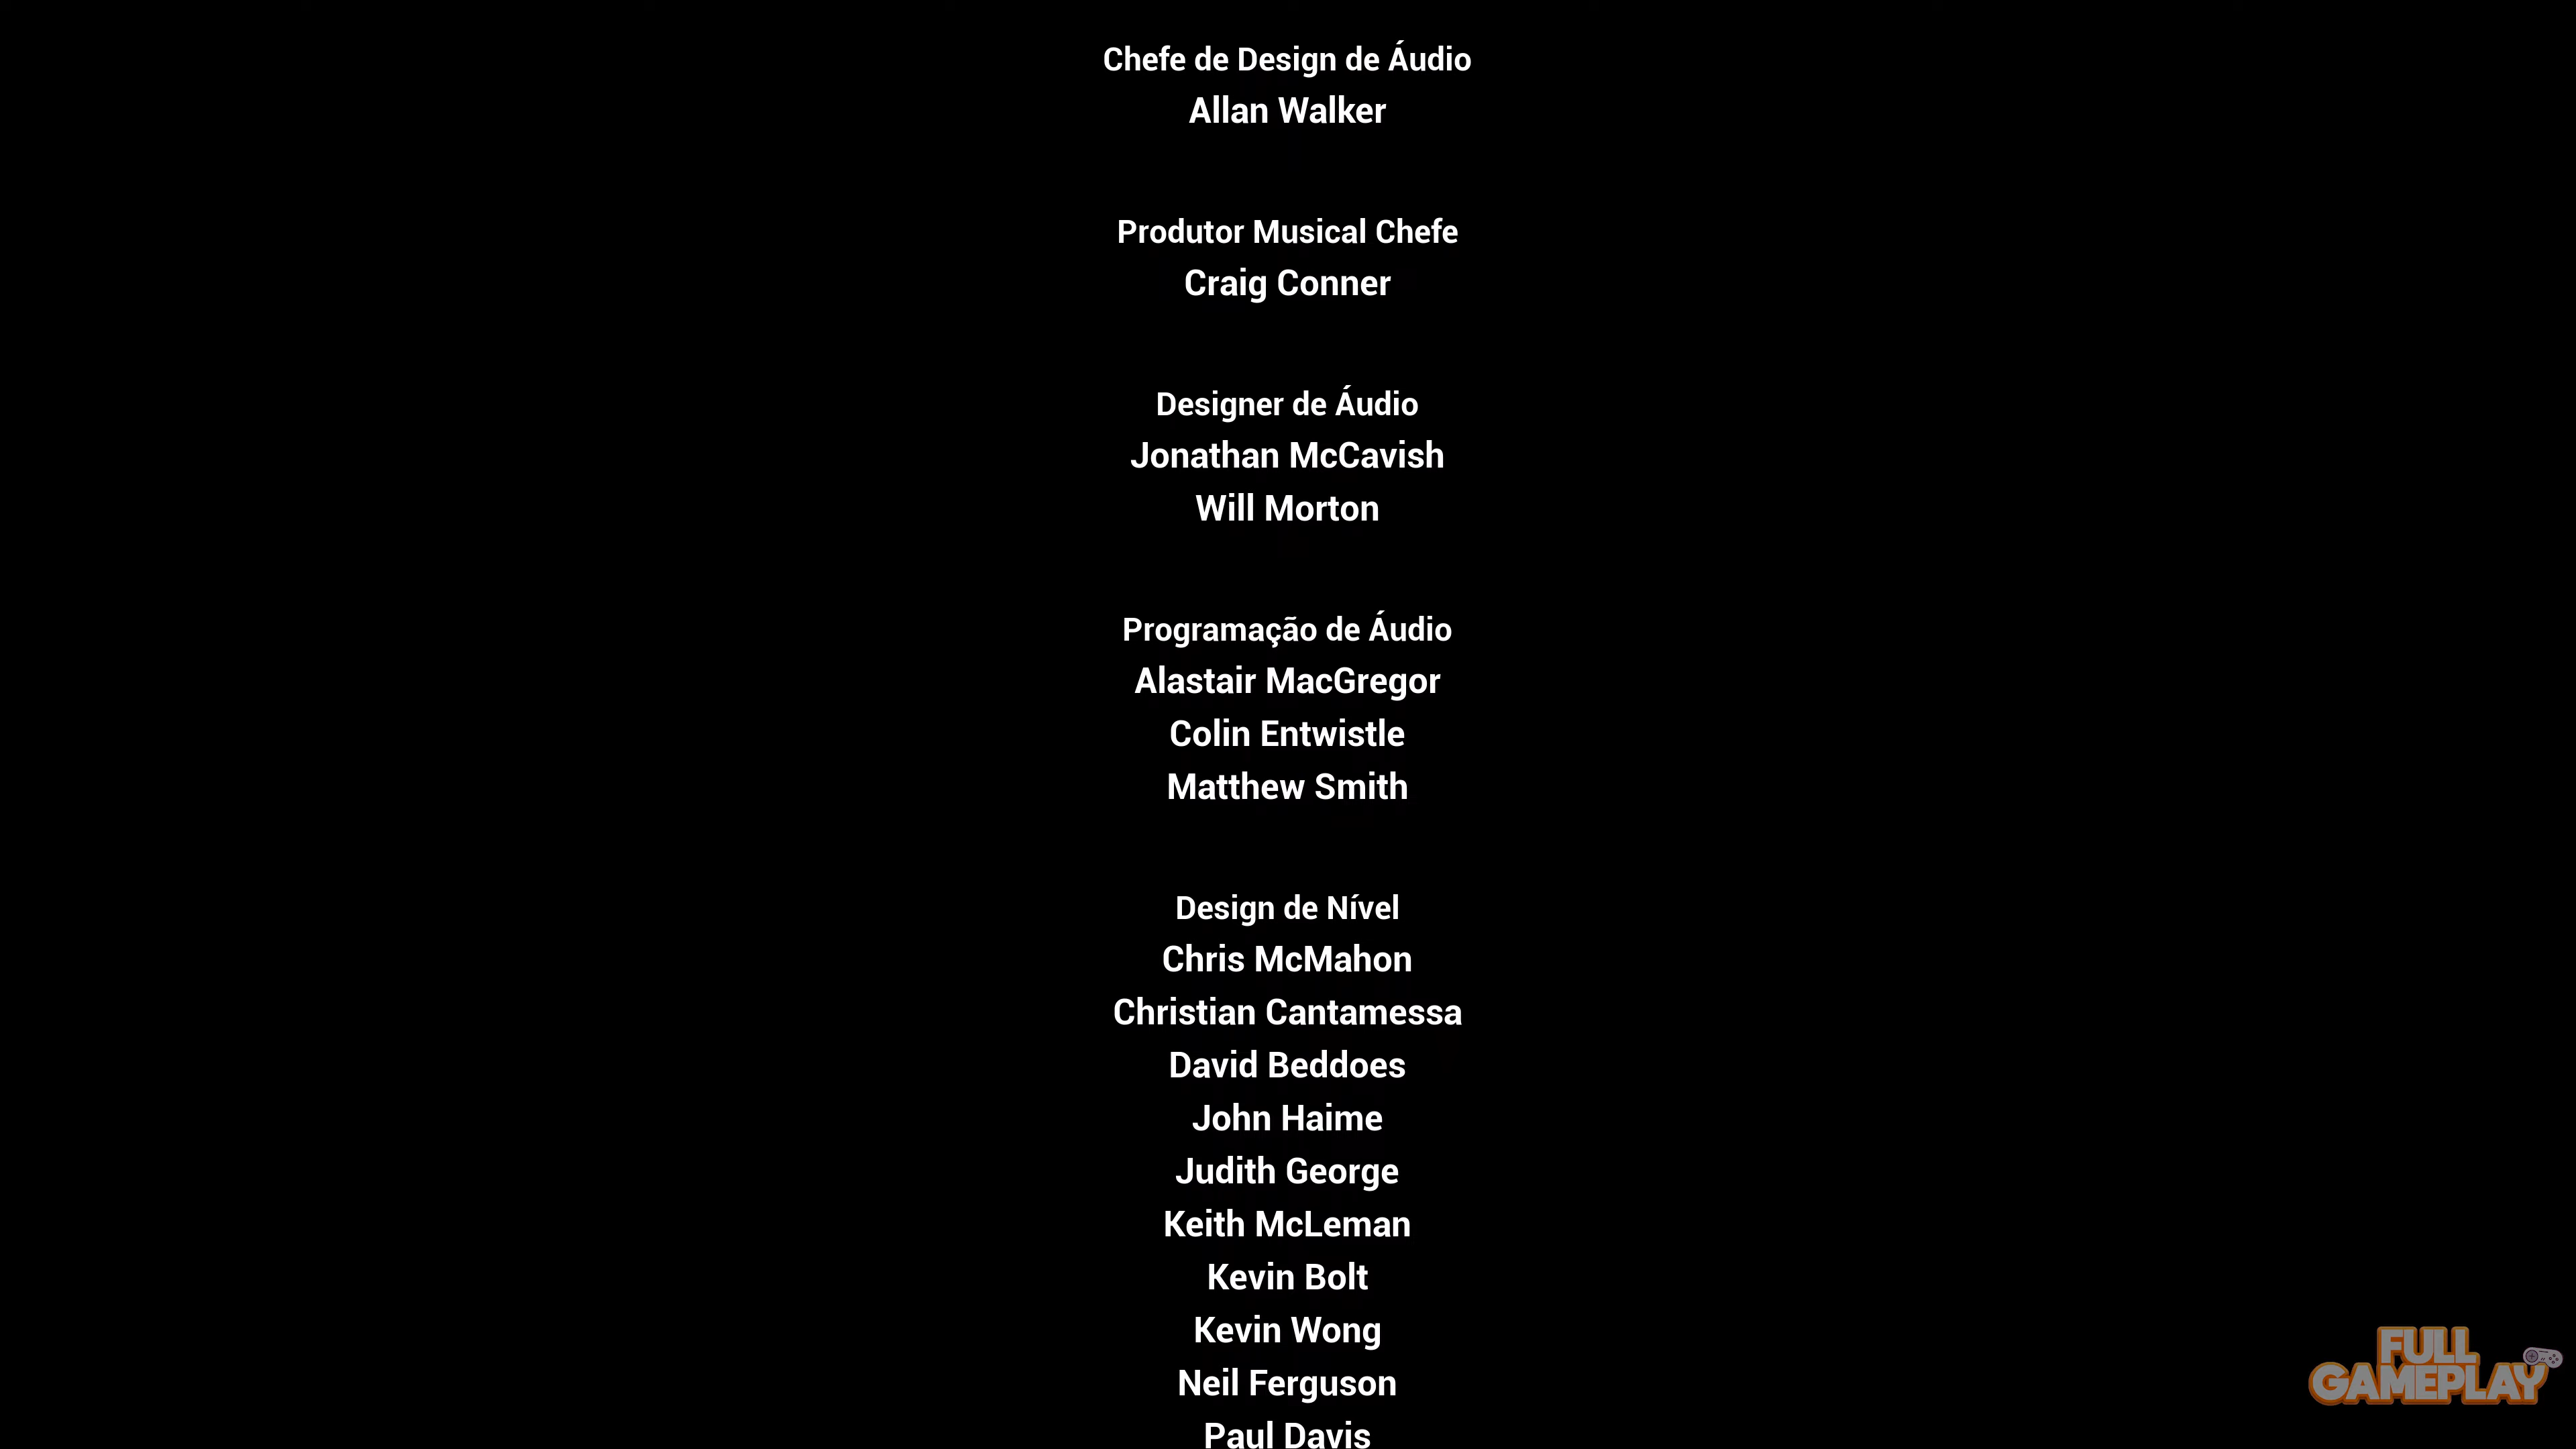 Chefe de Design de Áudio
Allan Walker
Produtor Musical Chefe
Craig Conner
Designer de Áudio
Jonathan McCavish
Will Morton
Programação de Áudio
Alastair MacGregor
Colin Entwistle
Matthew Smith
Design de Nível
Chris McMahon
Christian Cantamessa
David Beddoes
John Haime
Judith George
Keith McLeman
Kevin Bolt
Kevin Wong
Neil Ferguson
Paul Davis
FULL
GAMEPLAY